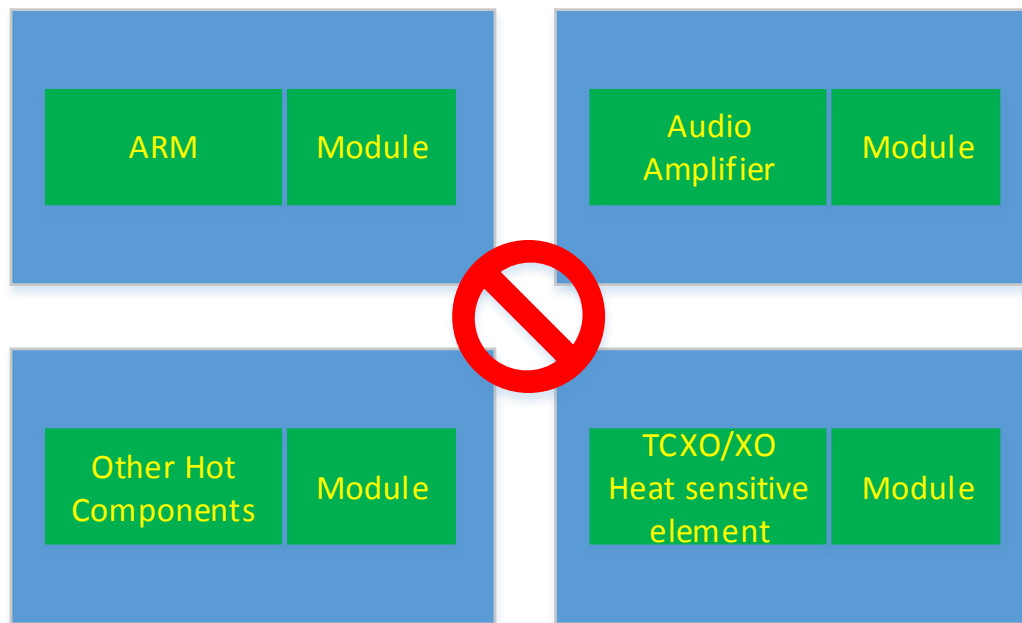 ARM
Module
Audio
Amplifier
Module
Other Hot
Components
Module
TCXO/XO
Heat sensitive
element
Module